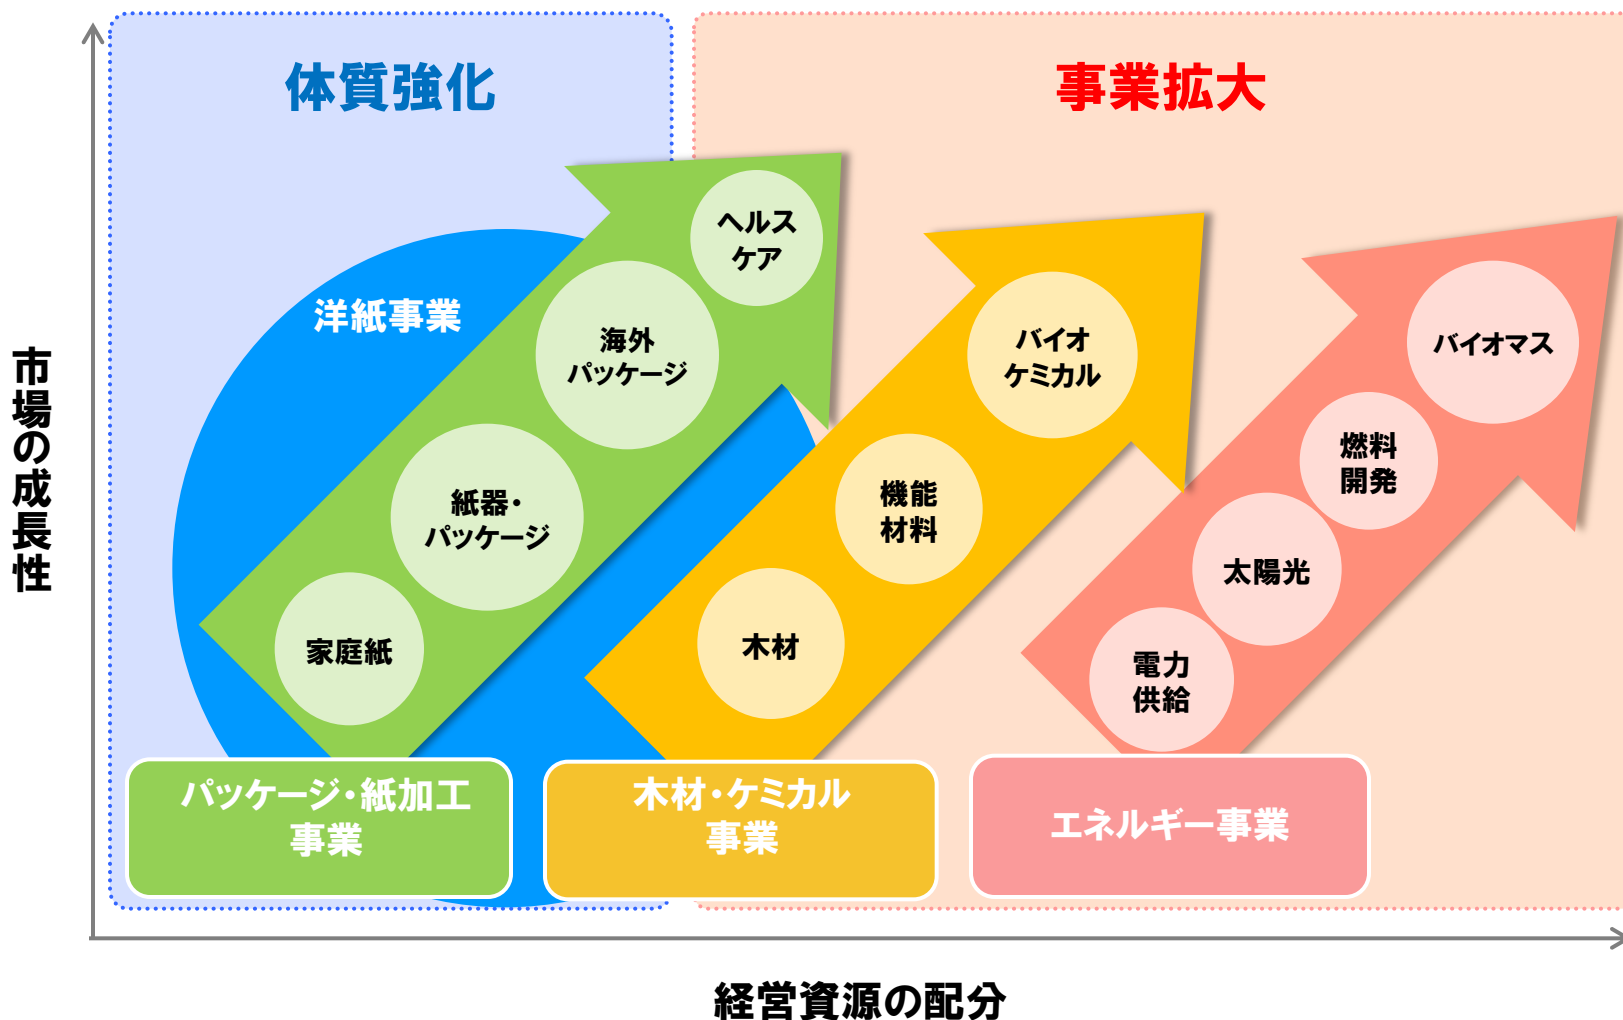 体質強化
事業拡大
市場の成長性
洋紙事業
ヘルス
ケア
海外
パッケージ
紙器・
パッケージ
家庭紙
バイオ
ケミカル
機能
材料
木材
バイオマス
燃料
開発
太陽光
電力
供給
パッケージ・紙加工
事業
木材・ケミカル
事業
エネルギー事業
経営資源の配分